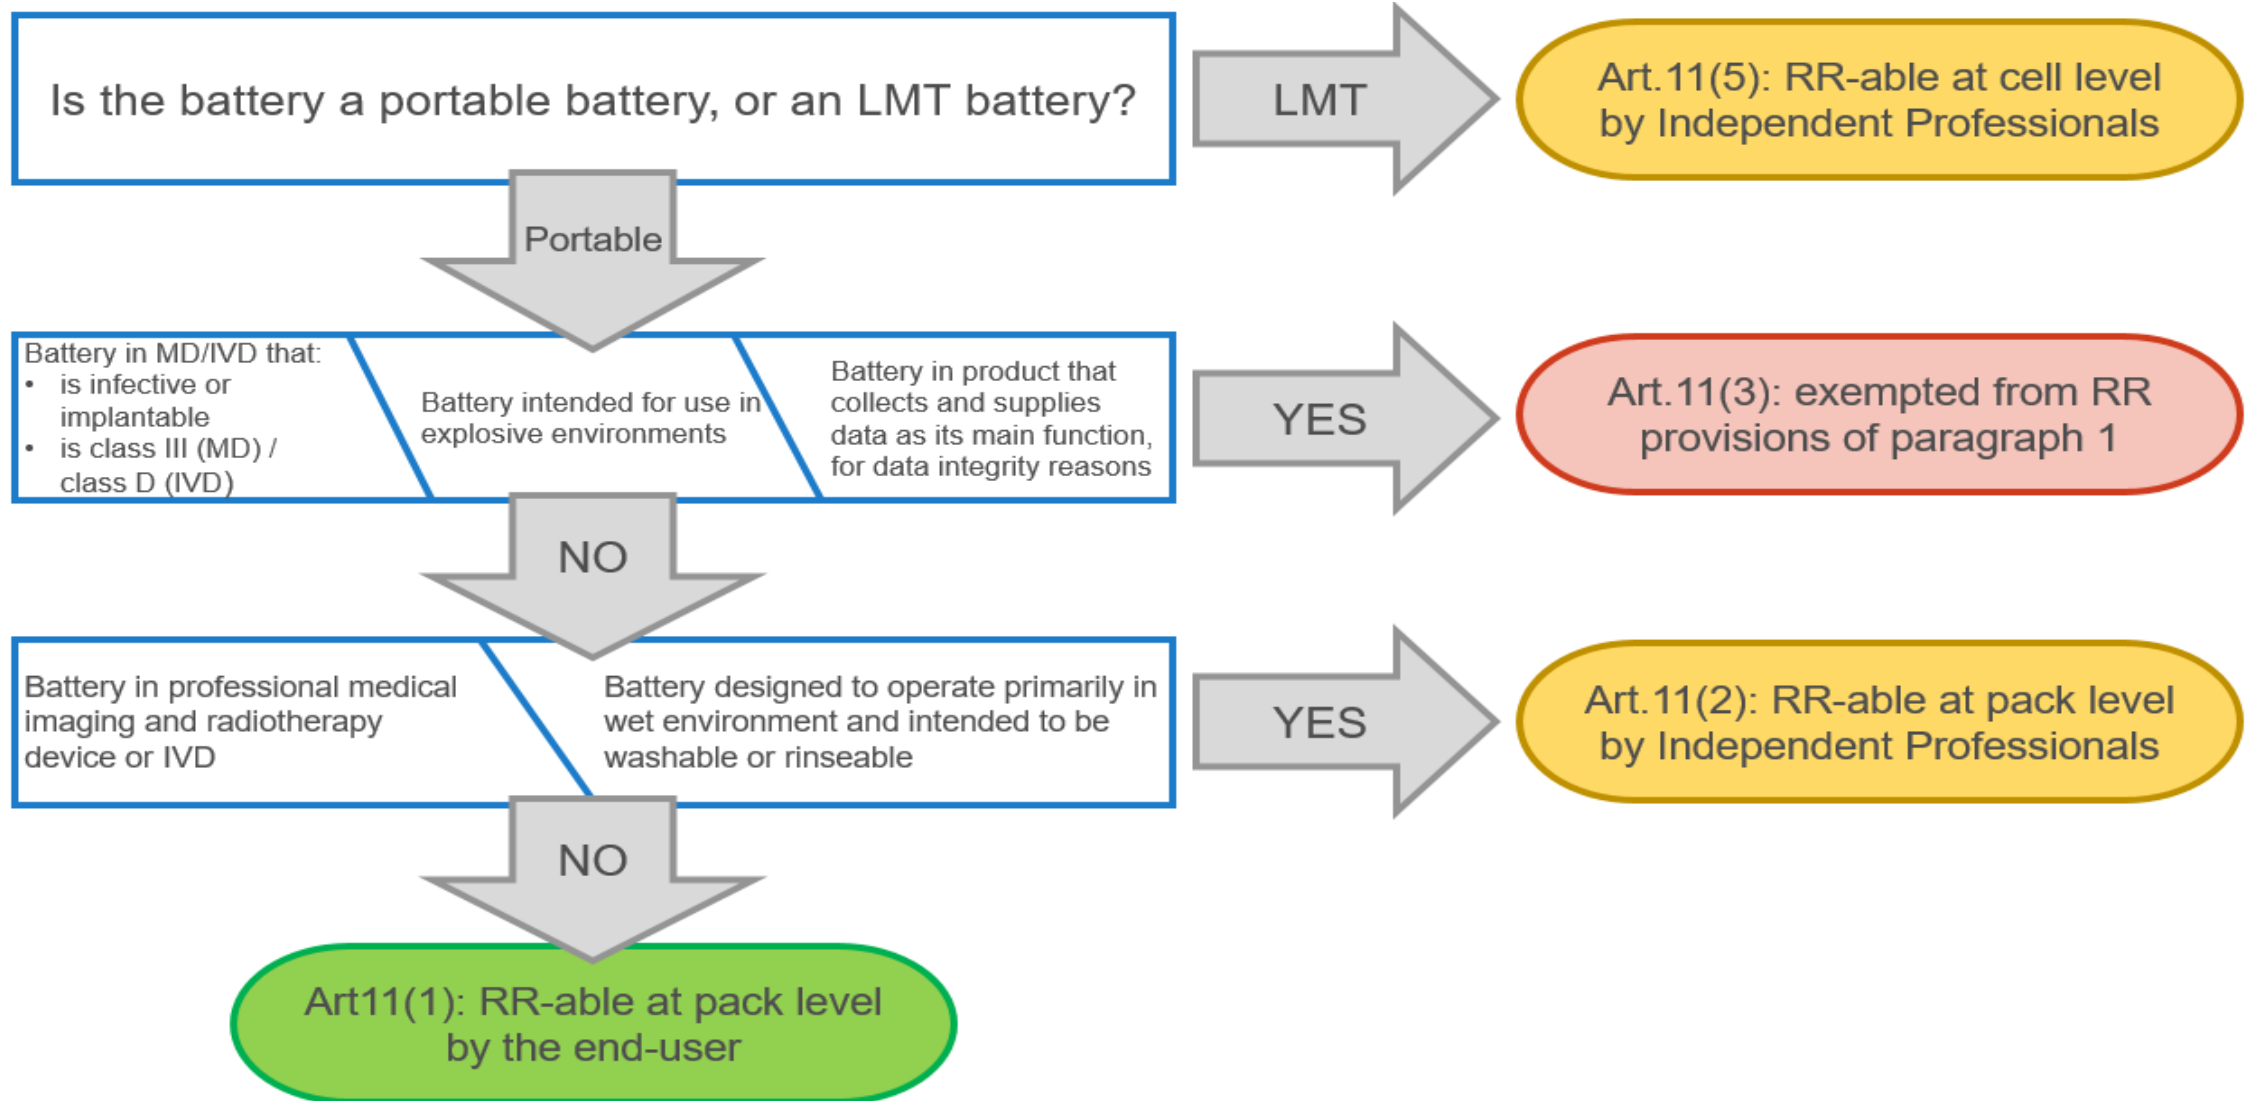 Is the battery a portable battery, or an LMT battery?
LMT
Art.11(5): RR-able at cell level
by Independent Professionals
Portable
Battery in MD/IVD that:
• is infective or
implantable
• is class III (MD) /
class D (IVD)
Battery intended for use in
explosive environments
Battery in product that
collects and supplies
data as its main function,
for data integrity reasons
YES
Art.11(3): exempted from RR
provisions of paragraph 1
NO
Battery in professional medical
imaging and radiotherapy
device or IVD
Battery designed to operate primarily in
wet environment and intended to be
washable or rinseable
YES
Art.11(2): RR-able at pack level
by Independent Professionals
NO
Art11(1): RR-able at pack level
by the end-user